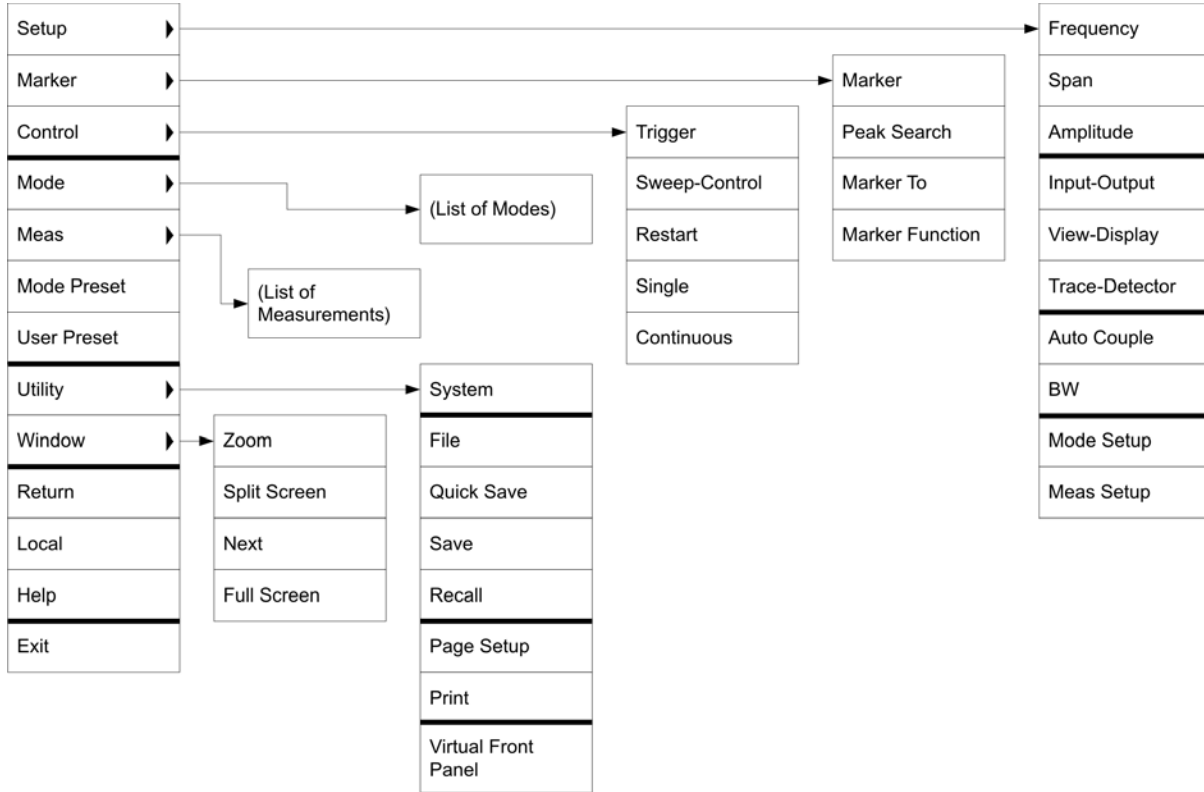 Setup
Marker
Control
Mode
Meas
Mode Preset
User Preset
Utility
Window
Return
Local
Help
Exit
Zoom
Split Screen
Next
Full Screen
(List of
Measurements)
(List of Modes)
System
File
Quick Save
Save
Recall
Page Setup
Print
Virtual Front
Panel
Trigger
Sweep-Control
Restart
Single
Continuous
Marker
Peak Search
Marker To
Marker Function
Frequency
Span
Amplitude
Input-Output
View-Display
Trace-Detector
Auto Couple
BW
Mode Setup
Meas Setup